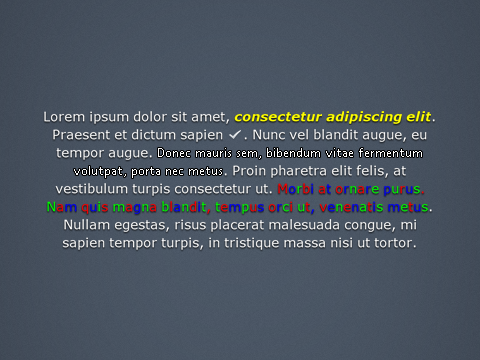 Lorem ipsum dolor sit amet, consectetur adipiscing elit.
Praesent et dictum sapien ✓. Nunc vel blandit augue, eu
tempor augue. Donec mauris sem, bibendum vitae fermentum
volutpat, porta nec metus. Proin pharetra elit felis, at
vestibulum turpis consectetur ut. Morbi at ornare purus.
Nam quis magna blandit, tempus orci ut, venenatis metus.
Nullam egestas, risus placerat malesuada congue, mi
sapien tempor turpis, in tristique massa nisi ut tortor.